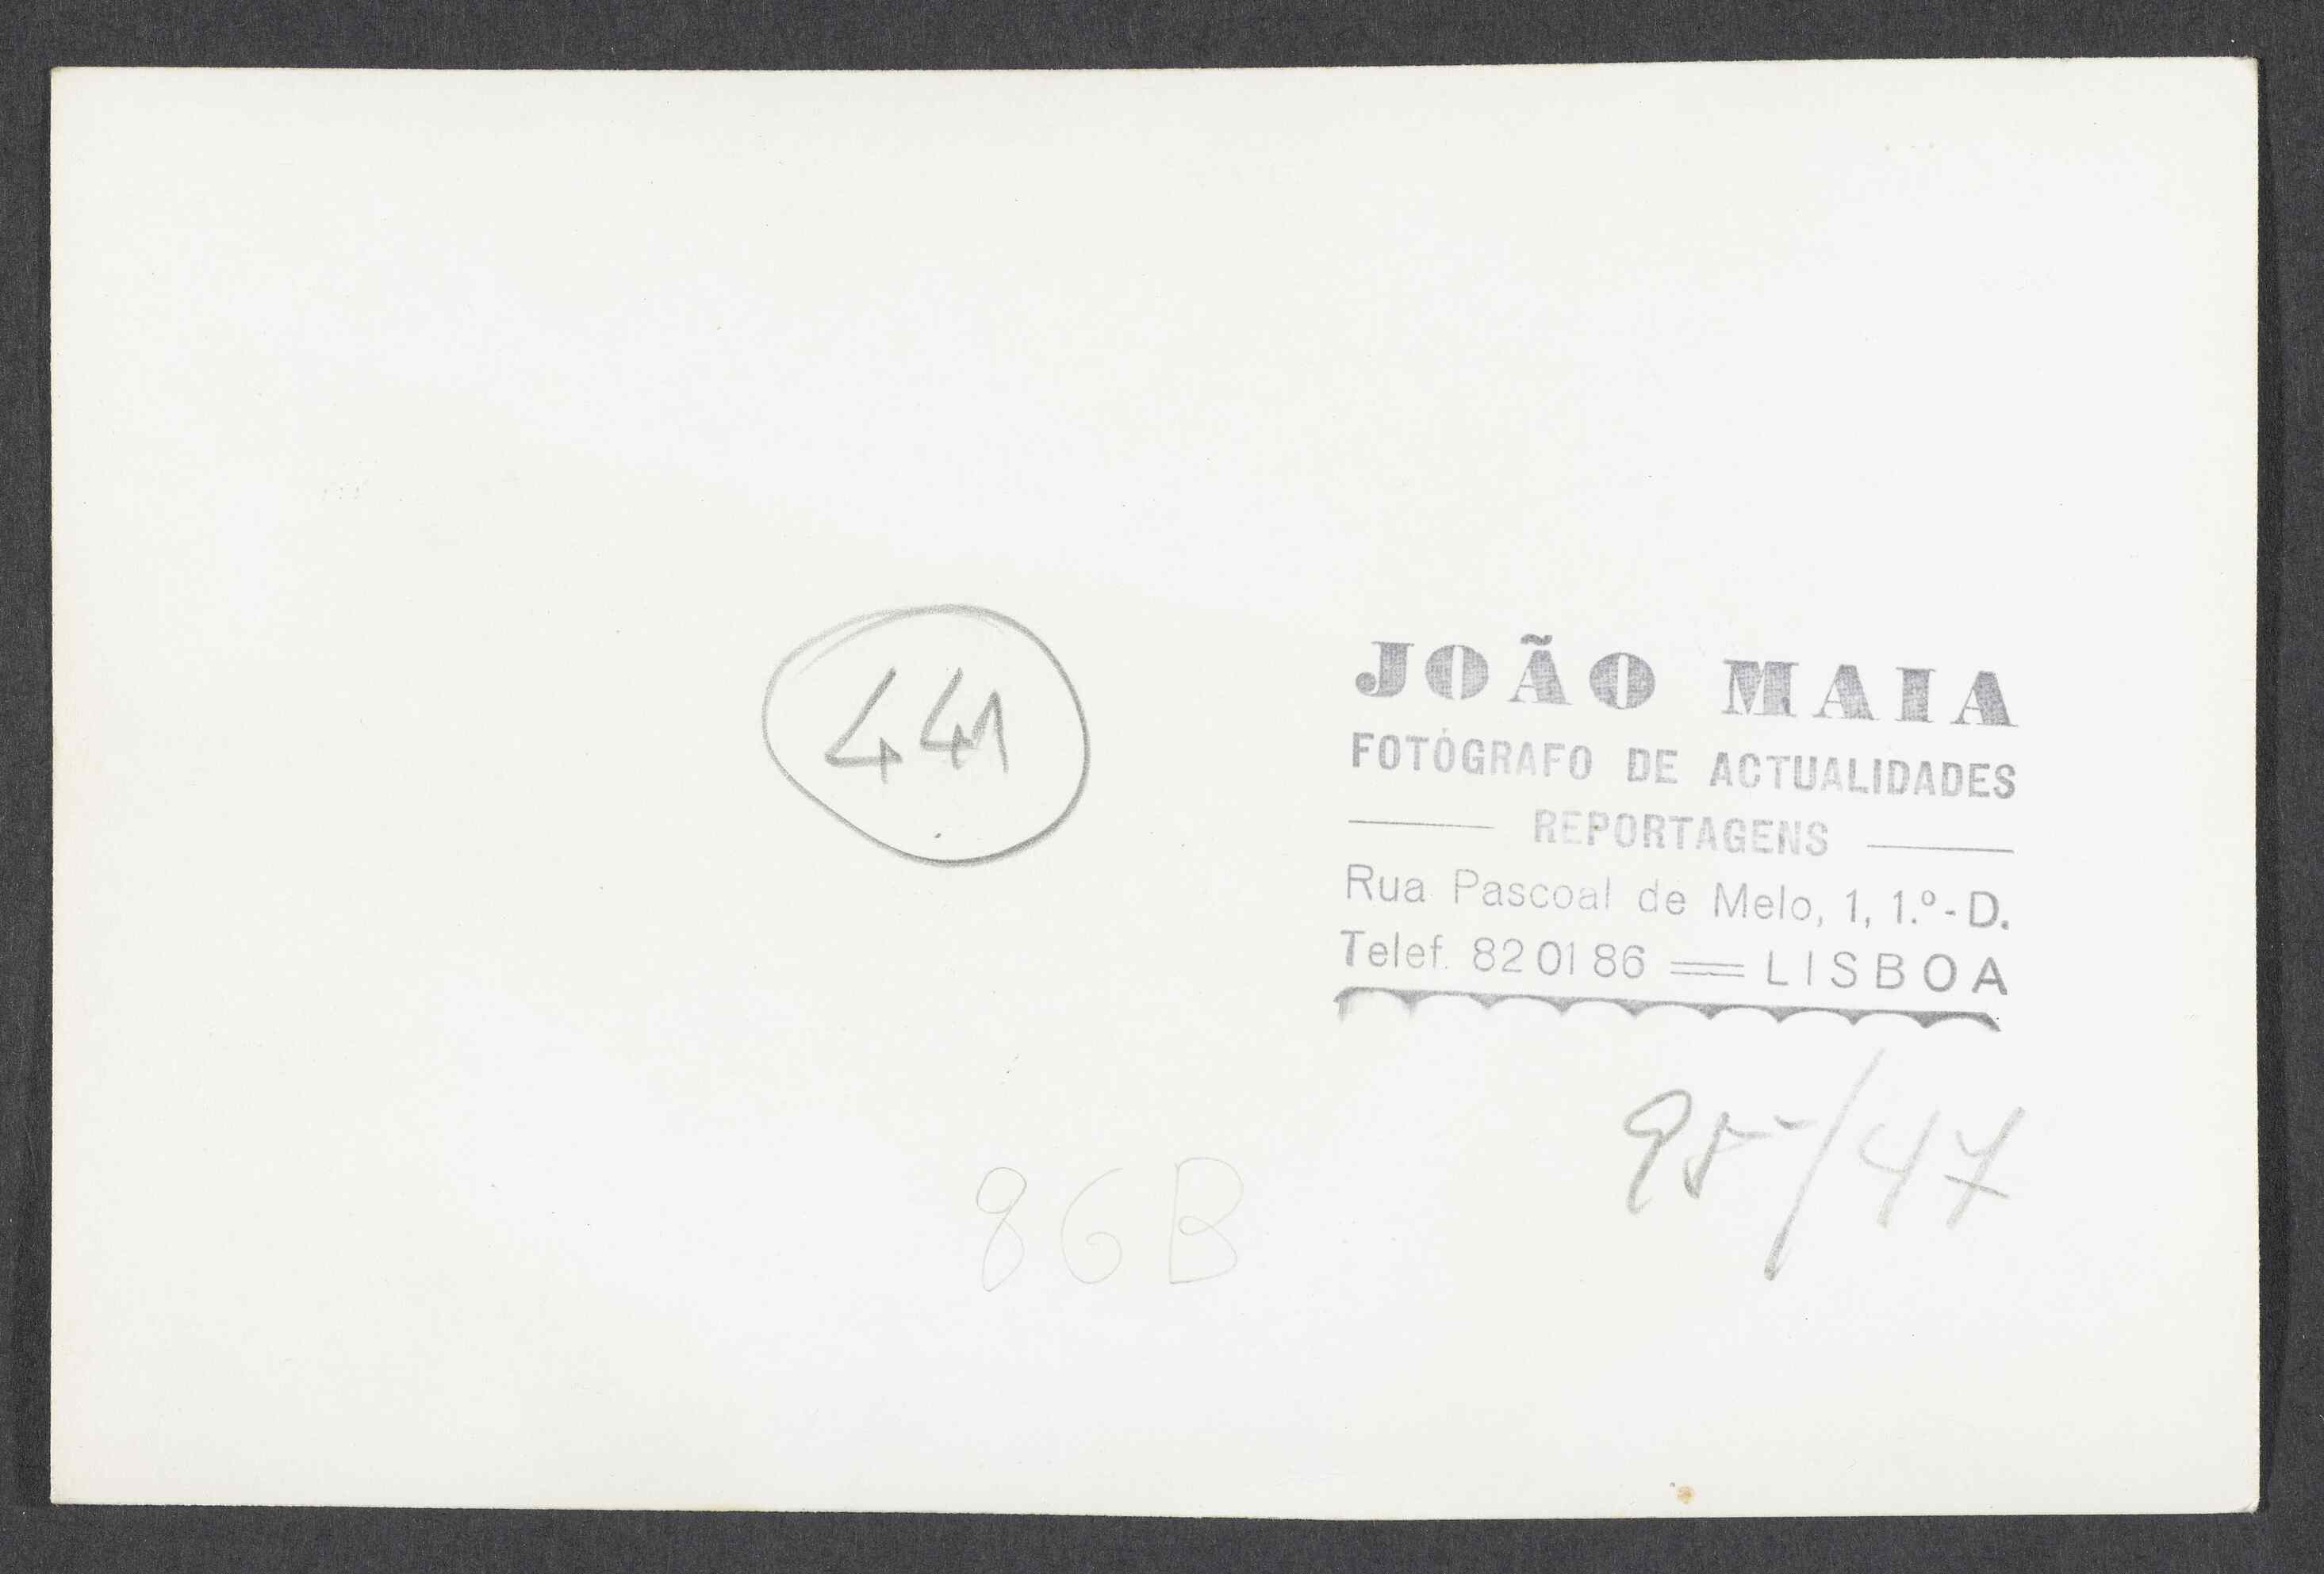 441
JOÃO MAIA
FOTÓGRAFO DE ACTUALIDADES
REPORTAGENS
Rua Pascoal de Melo, 1, 1.º-D.
Telef. 82 01 86 = LISBOA
95/47
86B